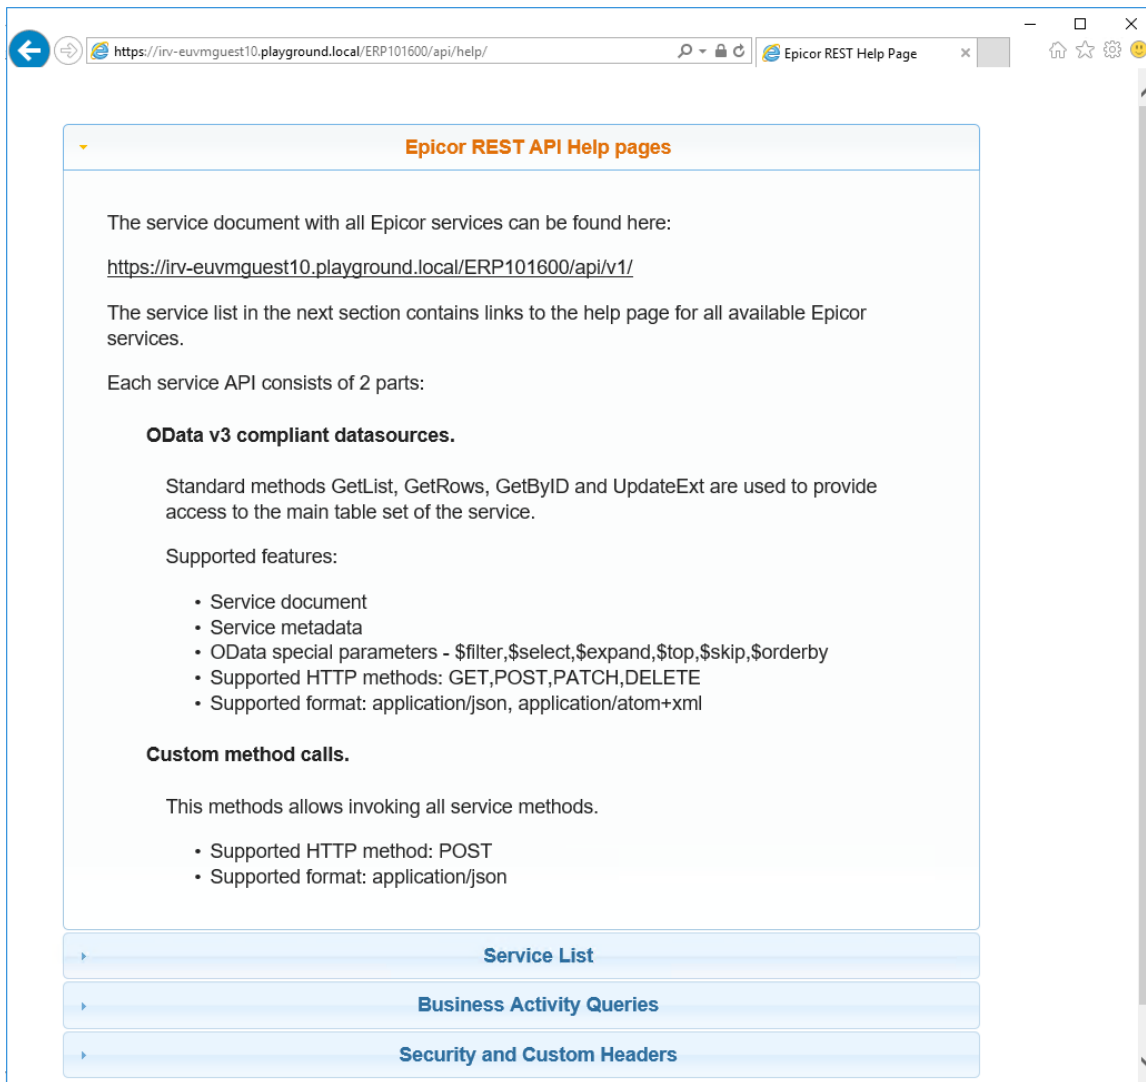 https://irv-euvmguest10.playground.local/ERP101600/api/help/
Epicor REST Help Page
Epicor REST API Help pages
The service document with all Epicor services can be found here:
https://irv-euvmguest10.playground.local/ERP101600/api/v1/
The service list in the next section contains links to the help page for all available Epicor
services.
Each service API consists of 2 parts:
OData v3 compliant datasources.
Standard methods GetList, GetRows, GetByID and UpdateExt are used to provide
access to the main table set of the service.
Supported features:
• Service document
• Service metadata
• OData special parameters - $filter,$select,$expand,$top,$skip,$orderby
• Supported HTTP methods: GET,POST,PATCH,DELETE
• Supported format: application/json, application/atom+xml
Custom method calls.
This methods allows invoking all service methods.
• Supported HTTP method: POST
• Supported format: application/json
Service List
Business Activity Queries
Security and Custom Headers